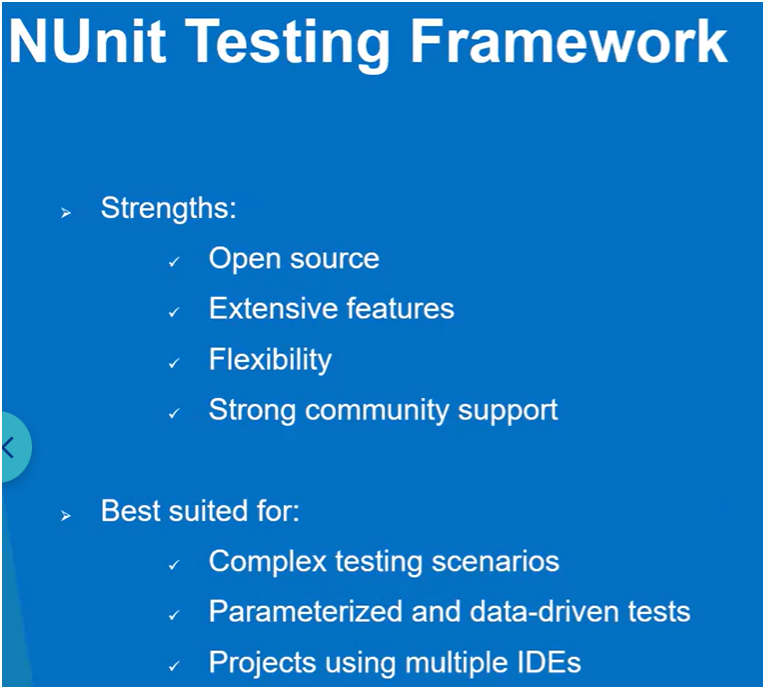 NUnit Testing Framework
Strengths:
Open source
Extensive features
Flexibility
Strong community support
Best suited for:
Complex testing scenarios
Parameterized and data-driven tests
Projects using multiple IDEs